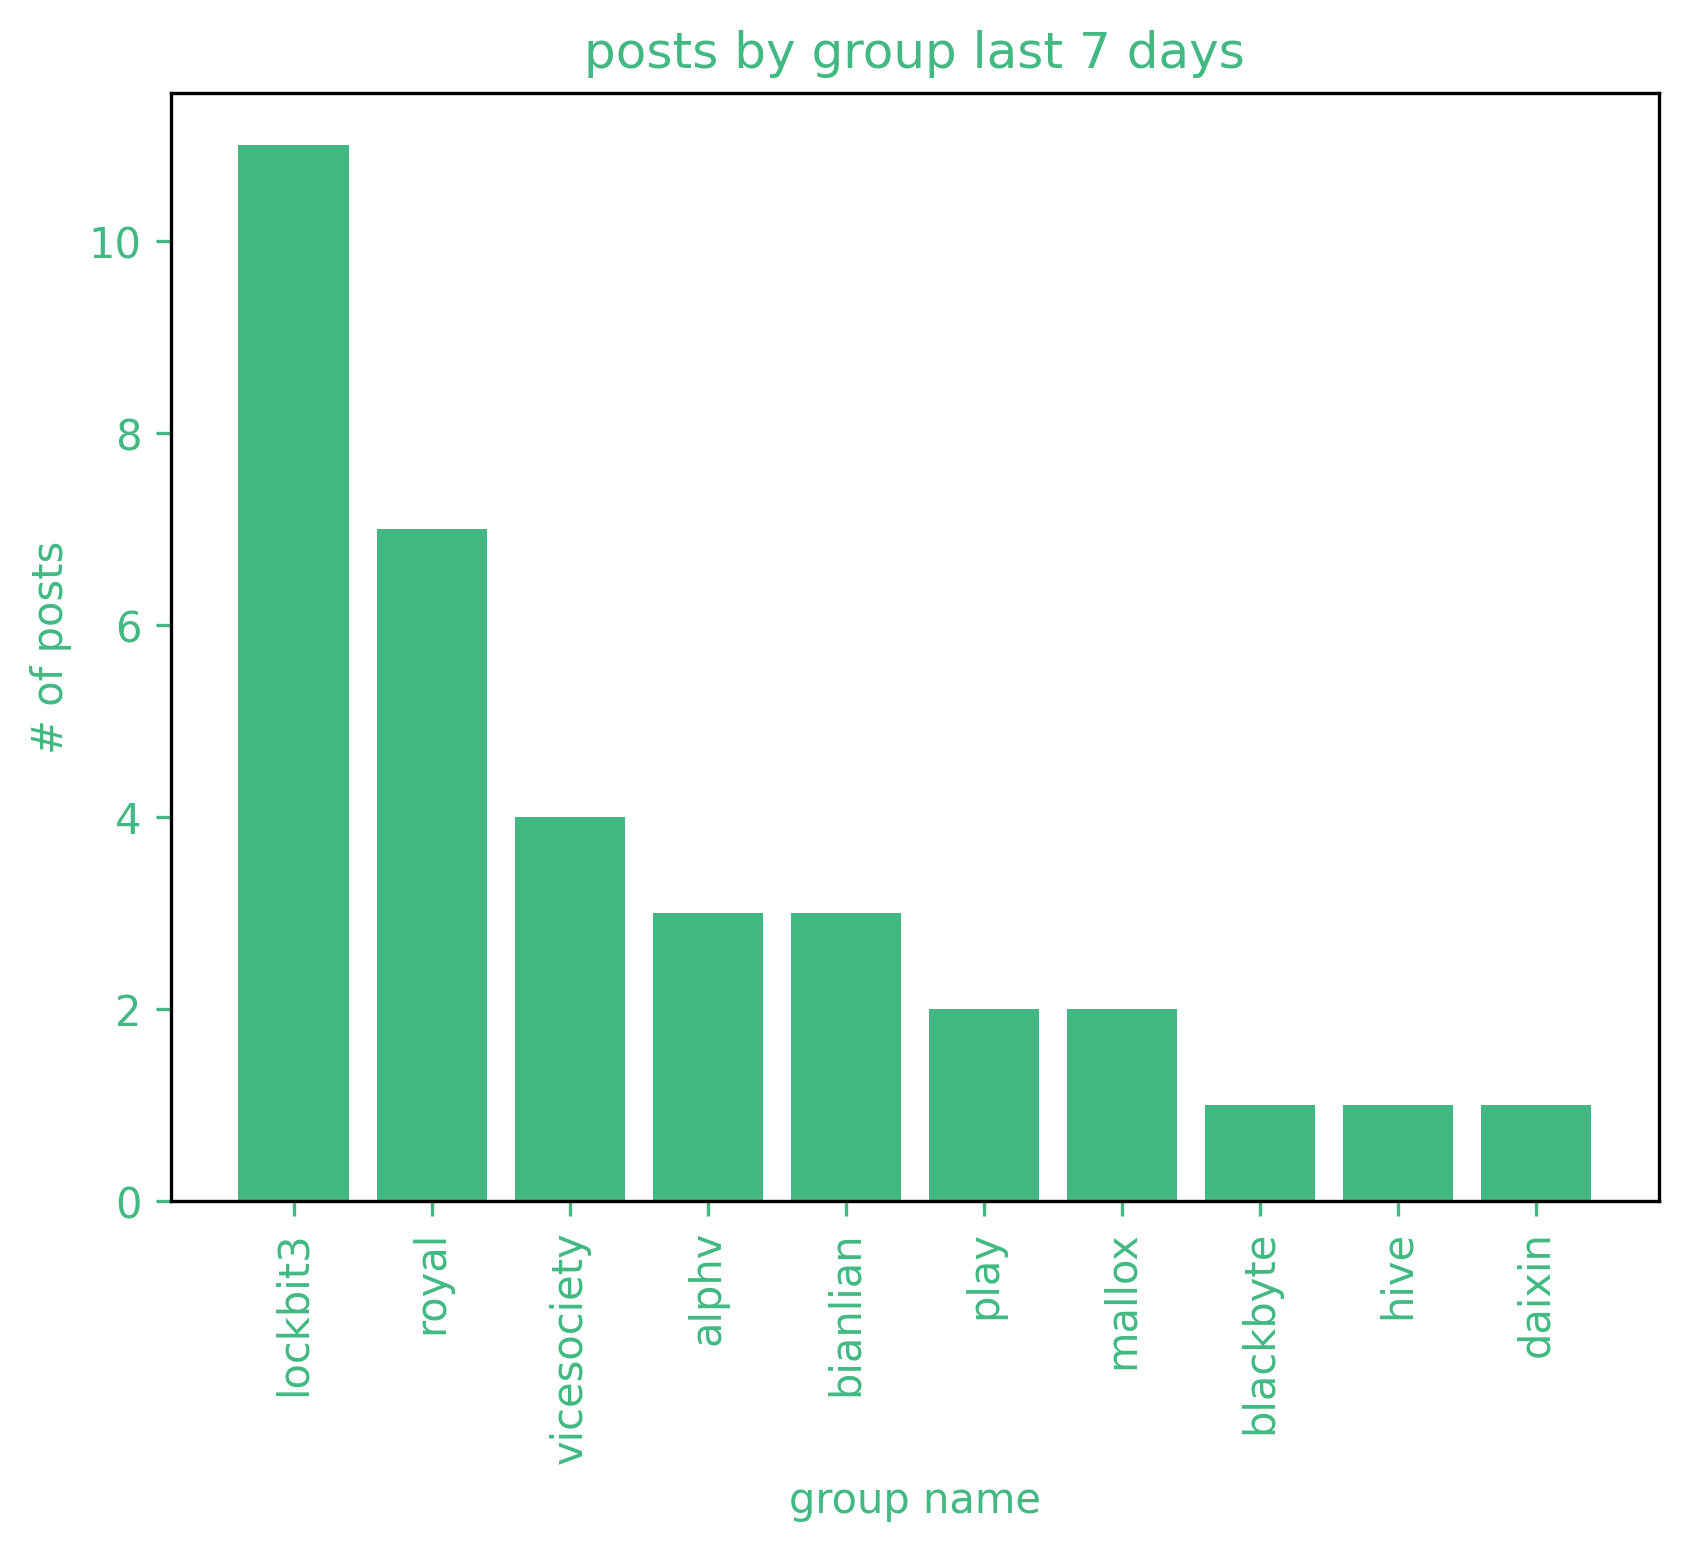 posts by group last 7 days
# of posts
10
8
6
4
2
0
lockbit3
royal
vicesociety
alphv
bianlian
play
mallox
blackbyte
hive
daixin
group name